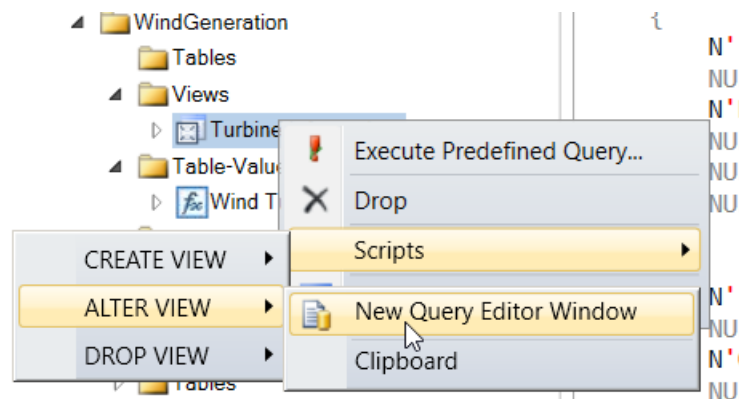 WindGeneration
{
Tables
N'
NU
Views
N'
Turbine
NU
Execute Predefined Query...
NU
Table-Value
Wind T
Drop
NU
CREATE VIEW
Scripts
ALTER VIEW
New Query Editor Window
N'
NU
DROP VIEW
Clipboard
N'
Tables
NU